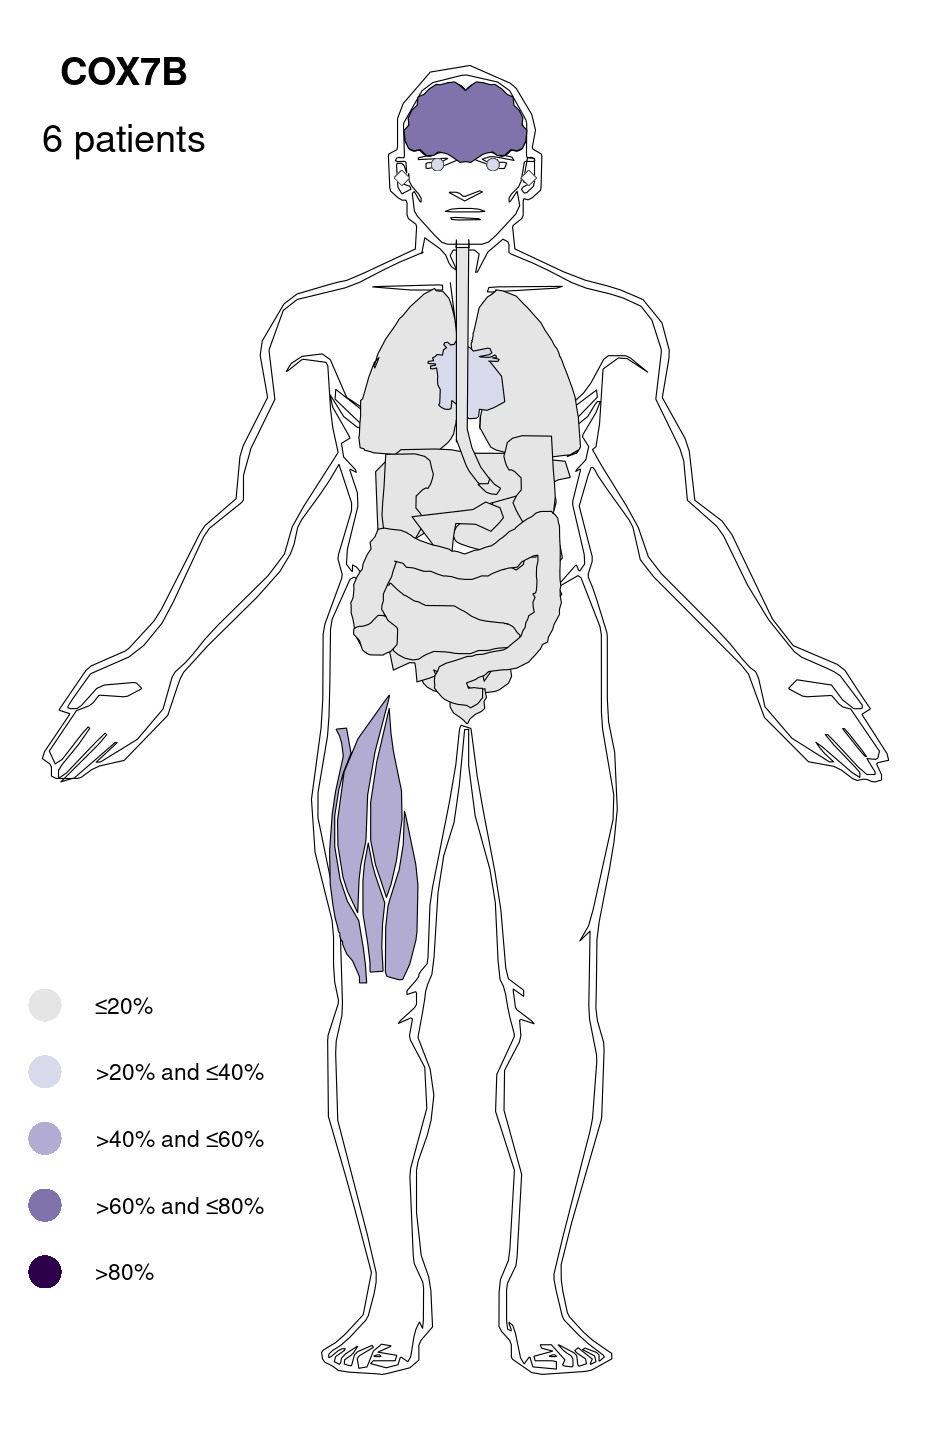 COX7B
6 patients
≤20%
>20% and ≤40%
>40% and ≤60%
>60% and ≤80%
>80%